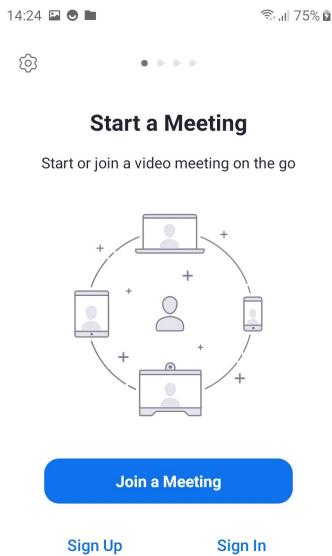 14:24 75%
Start a Meeting
Start or join a video meeting on the go
Join a Meeting
Sign Up Sign In